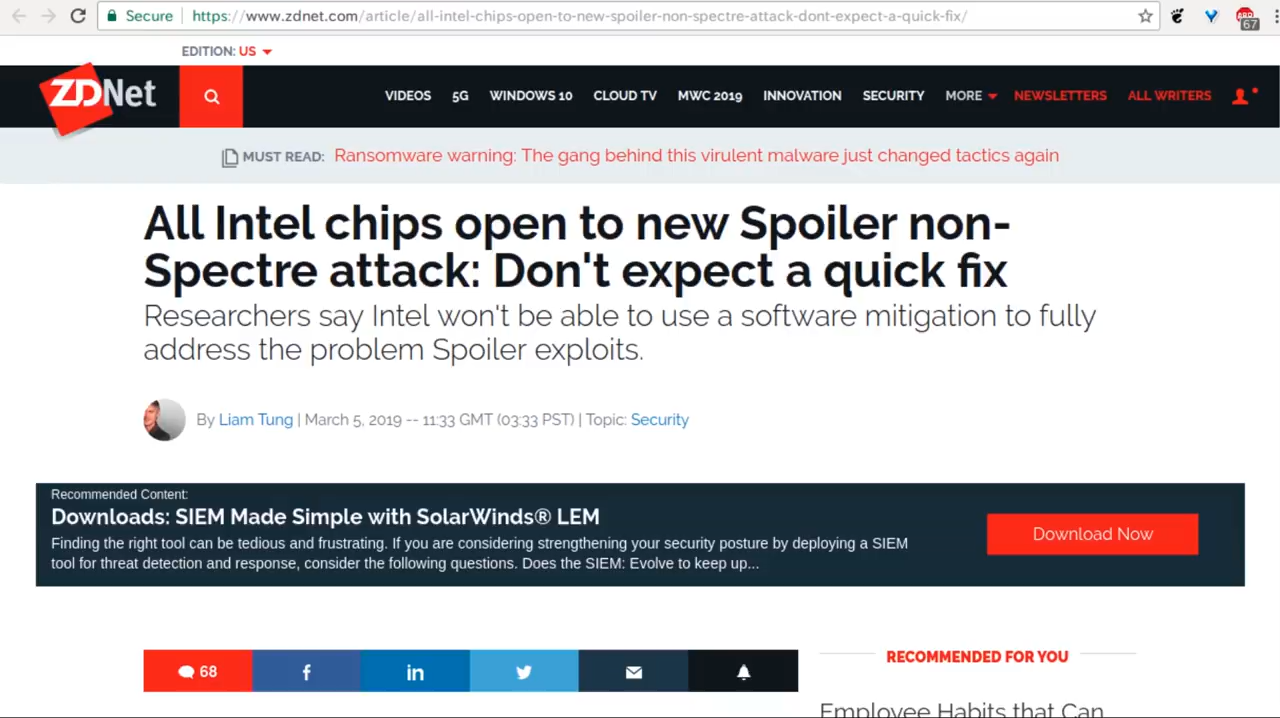 Secure https://www.zdnet.com/article/all-intel-chips-open-to-new-spoiler-non-spectre-attack-dont-expect-a-quick-fix/
67
EDITION: US
ZDNet
VIDEOS 5G WINDOWS 10 CLOUD TV MWC 2019 INNOVATION SECURITY MORE NEWSLETTERS ALL WRITERS
MUST READ: Ransomware warning: The gang behind this virulent malware just changed tactics again
All Intel chips open to new Spoiler non-
Spectre attack: Don't expect a quick fix
Researchers say Intel won't be able to use a software mitigation to fully
address the problem Spoiler exploits.
By Liam Tung | March 5, 2019 -- 11:33 GMT (03:33 PST) | Topic: Security
Recommended Content:
Downloads: SIEM Made Simple with SolarWinds® LEM
Finding the right tool can be tedious and frustrating. If you are considering strengthening your security posture by deploying a SIEM
tool for threat detection and response, consider the following questions. Does the SIEM: Evolve to keep up...
Download Now
68
RECOMMENDED FOR YOU
Employee Habits that Can